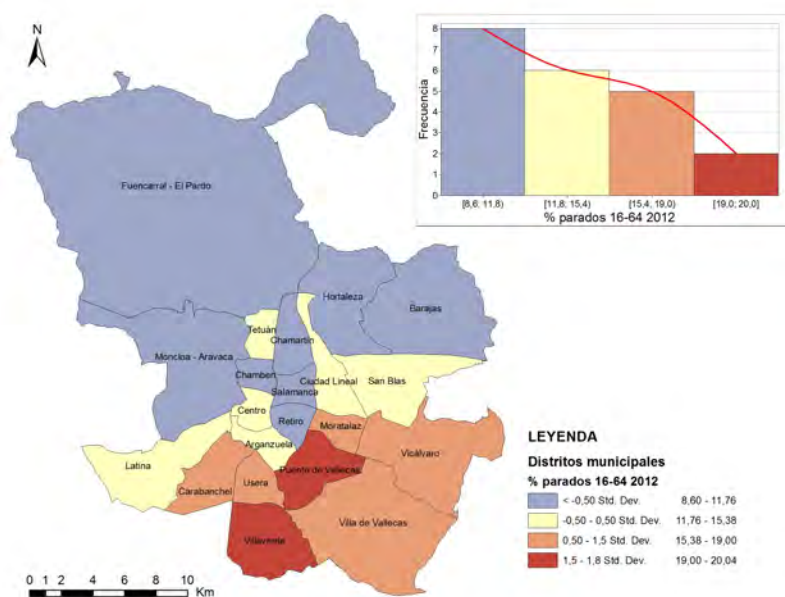 N
Frecuencia
8
7
6
5
4
3
2
1
0
[8,6; 11,8)
[11,8; 15,4)
[15,4; 19,0)
[19,0; 20,0]
% parados 16-64 2012
Fuencarral - El Pardo
Hortaleza
Barajas
Tetuán
Chamartín
Moncloa - Aravaca
Chamberí
Ciudad Lineal
San Blas
Salamanca
Centro
Retiro
Moratalaz
Arganzuela
Vicálvaro
Latina
Puente de Vallecas
Carabanchel
Usera
Villa de Vallecas
Villaverde
LEYENDA
Distritos municipales
% parados 16-64 2012
< -0,50 Std. Dev. 8,60 - 11,76
-0,50 - 0,50 Std. Dev. 11,76 - 15,38
0,50 - 1,5 Std. Dev. 15,38 - 19,00
1,5 - 1,8 Std. Dev. 19,00 - 20,04
0 1 2 4 6 8 10
Km